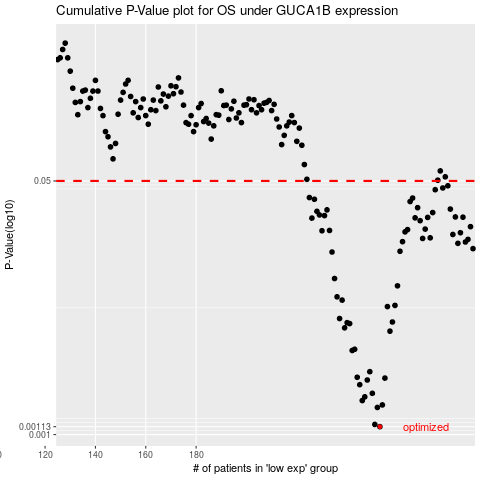 Cumulative P-Value plot for OS under GUCA1B expression
P-Value(log10)
0.05
0.00113
0.001
optimized
0 120 140 160 180
# of patients in 'low exp' group